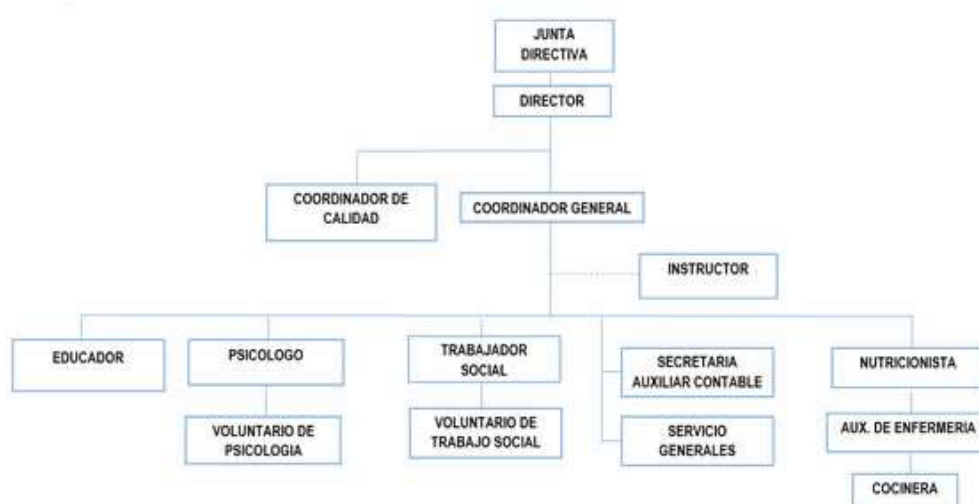 JUNTA
DIRECTIVA
DIRECTOR
COORDINADOR DE
CALIDAD
COORDINADOR GENERAL
INSTRUCTOR
EDUCADOR
PSICOLOGO
TRABAJADOR
SOCIAL
SECRETARIA
AUXILIAR CONTABLE
NUTRICIONISTA
VOLUNTARIO DE
PSICOLOGIA
VOLUNTARIO DE
TRABAJO SOCIAL
SERVICIO
GENERALES
AUX. DE ENFERMERIA
COCINERA